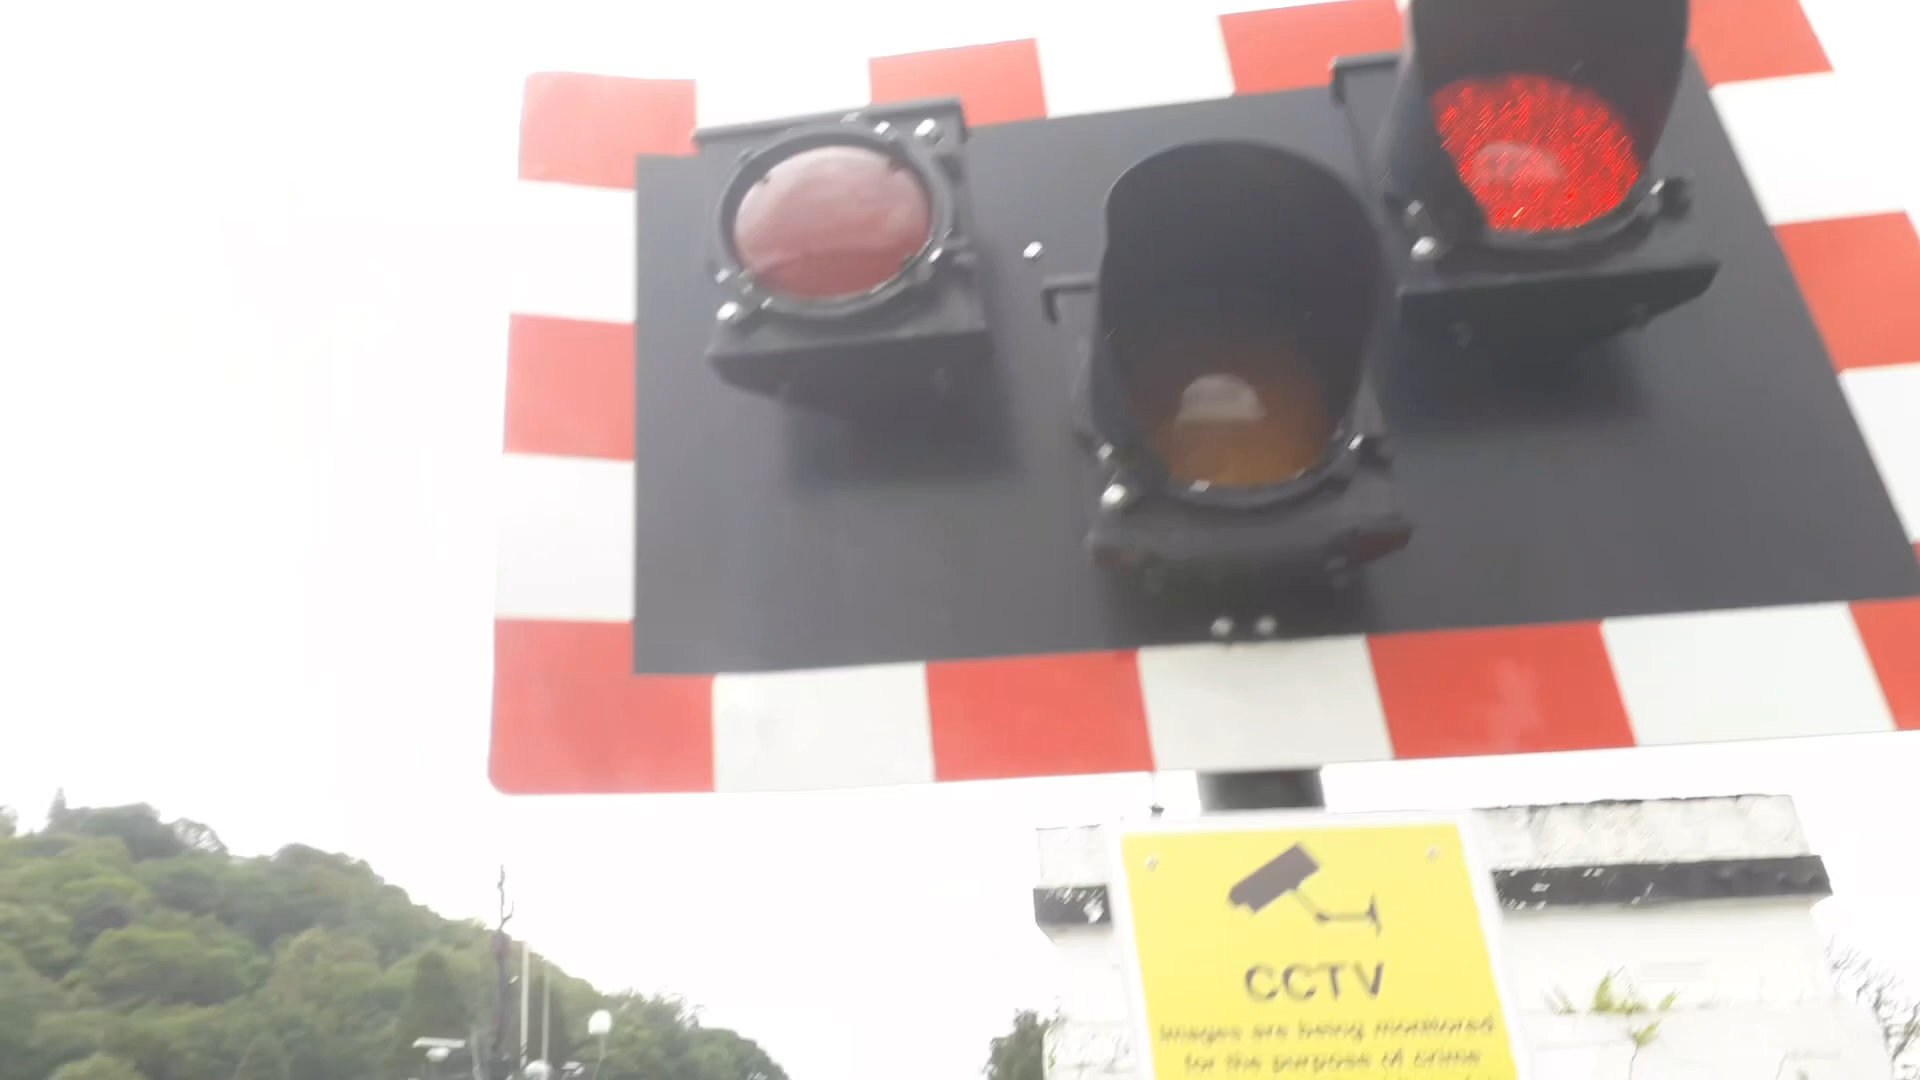 CCTV
Images are being monitored
for the purpose of crime